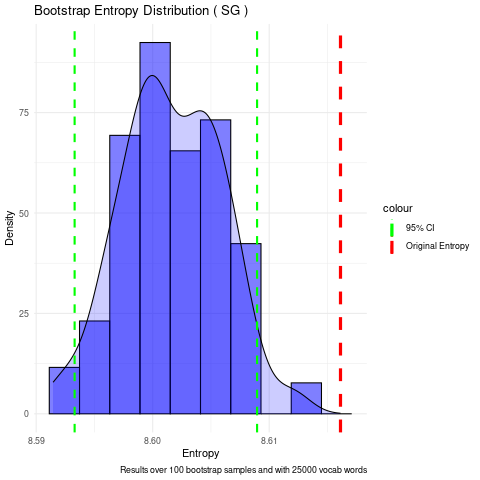 Bootstrap Entropy Distribution ( SG )
75
50
25
0
Density
8.59
8.60
8.61
Entropy
colour
95% CI
Original Entropy
Results over 100 bootstrap samples and with 25000 vocab words